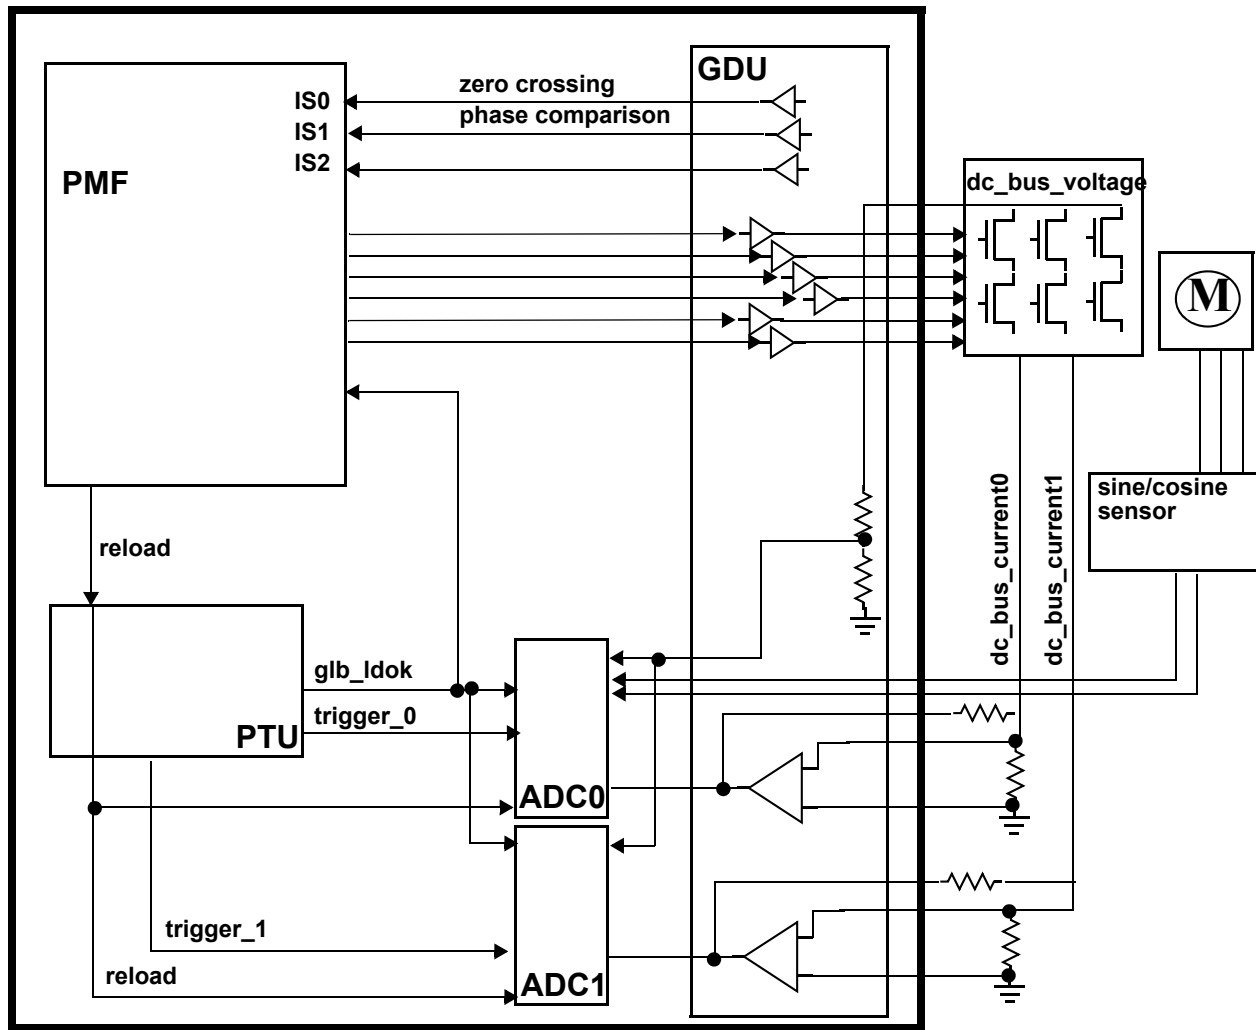 GDU
zero crossing
IS0
phase comparison
IS1
IS2
PMF
dc_bus_voltage
M
dc_bus_current0
dc_bus_current1
sine/cosine
sensor
reload
glb_ldok
trigger_0
PTU
ADC0
trigger_1
reload
ADC1